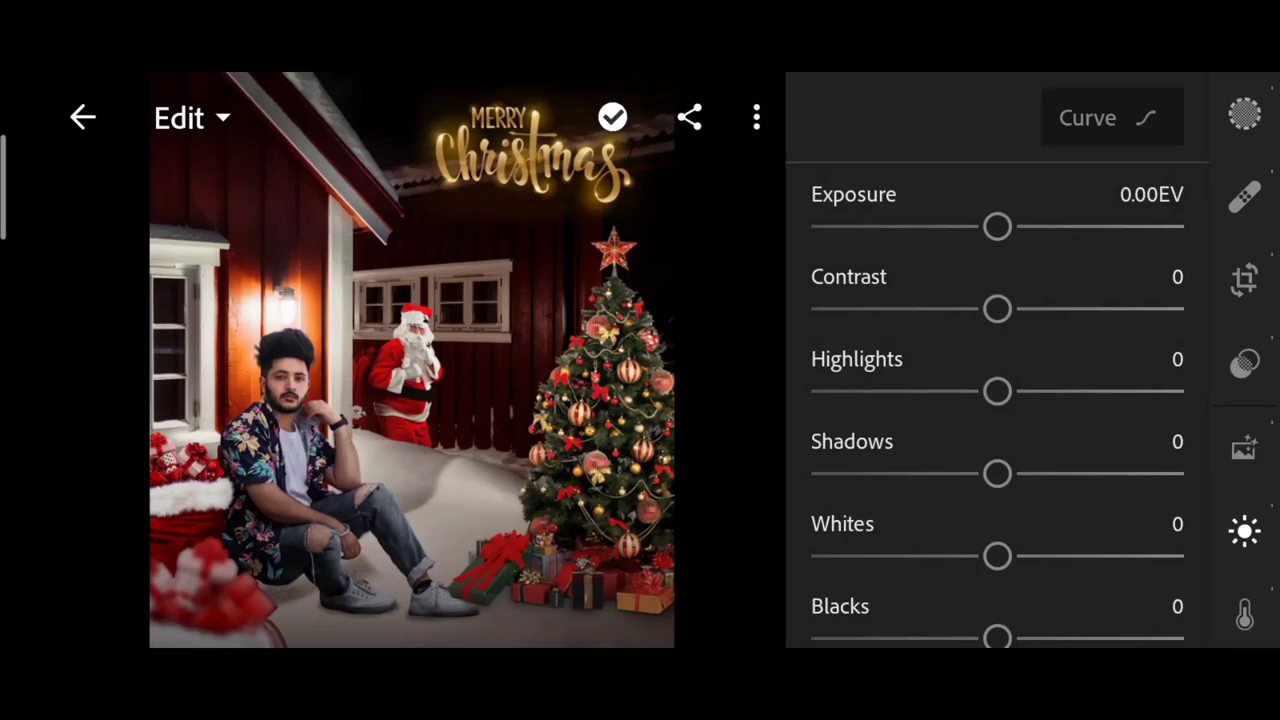 Edit
MERRY
Christmas
Curve
Exposure 0.00EV
Contrast 0
Highlights 0
Shadows 0
Whites 0
Blacks 0